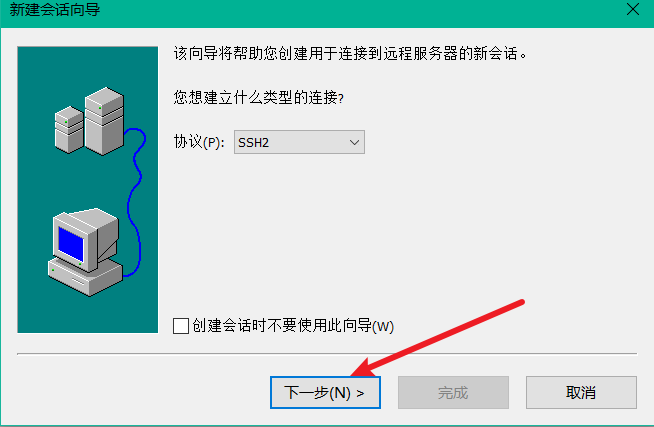 新建会话向导
该向导将帮助您创建用于连接到远程服务器的新会话。
您想建立什么类型的连接?
协议(P): SSH2
创建会话时不要使用此向导(W)
下一步(N) > 完成 取消